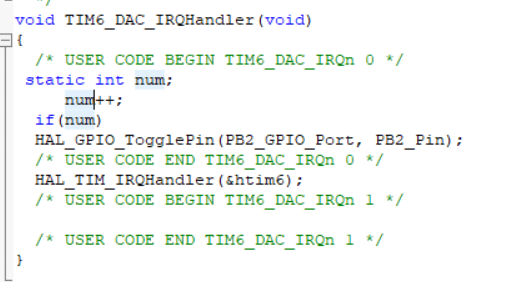 void TIM6_DAC_IRQHandler(void)
{
/* USER CODE BEGIN TIM6_DAC_IRQn 0 */
static int num;
num++;
if(num)
HAL_GPIO_TogglePin(PB2_GPIO_Port, PB2_Pin);
/* USER CODE END TIM6_DAC_IRQn 0 */
HAL_TIM_IRQHandler(&htim6);
/* USER CODE BEGIN TIM6_DAC_IRQn 1 */
/* USER CODE END TIM6_DAC_IRQn 1 */
}